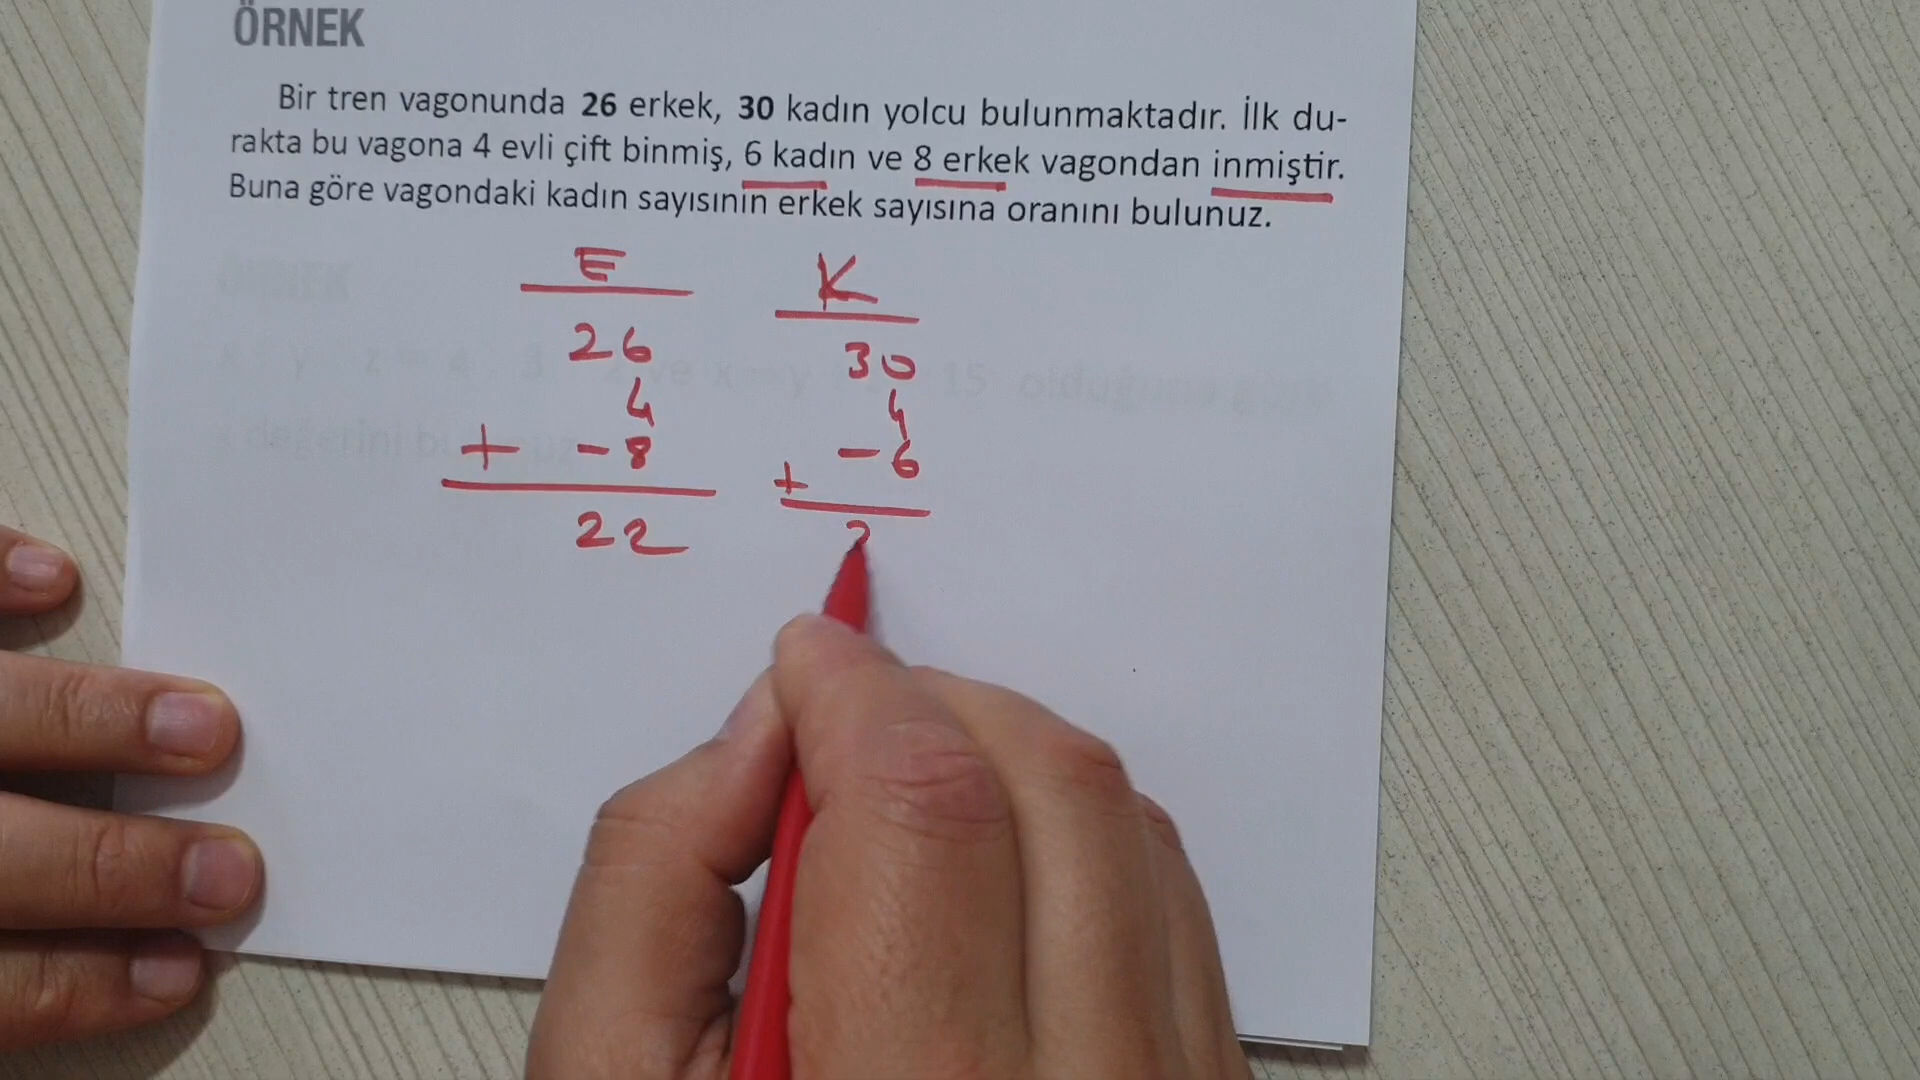 ÖRNEK
Bir tren vagonunda 26 erkek, 30 kadın yolcu bulunmaktadır. İlk du-
rakta bu vagona 4 evli çift binmiş, 6 kadın ve 8 erkek vagondan inmiştir.
Buna göre vagondaki kadın sayısının erkek sayısına oranını bulunuz.
E K
26 30
4 4
+ -8 + -6
22 2